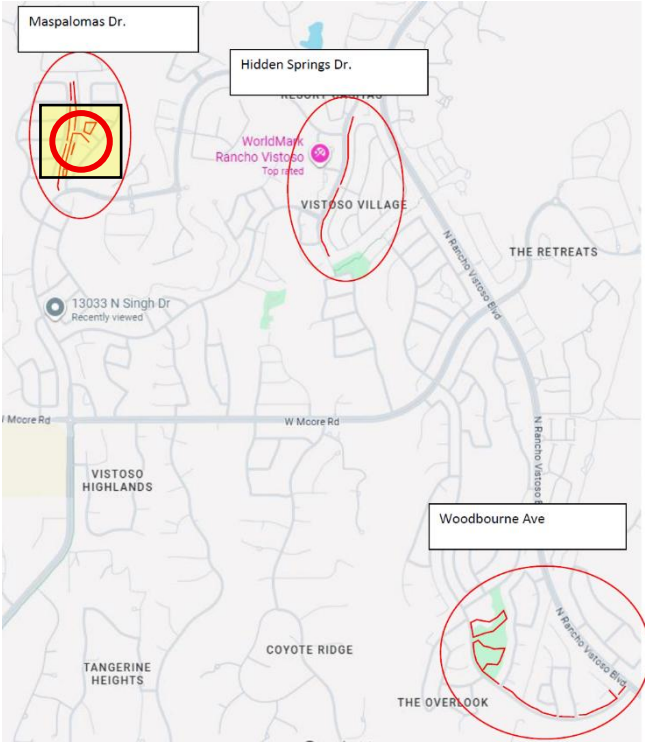 Maspalomas Dr.
Hidden Springs Dr.
WorldMark
Rancho Vistoso
Top rated
VISTOSO VILLAGE
N Rancho Vistoso Blvd
THE RETREATS
13033 N Singh Dr
Recently viewed
Moore Rd
W Moore Rd
N Rancho Vistoso B
VISTOSO
HIGHLANDS
Woodbourne Ave
N Rancho Vistoso Blvd
COYOTE RIDGE
TANGERINE
HEIGHTS
THE OVERLOOK